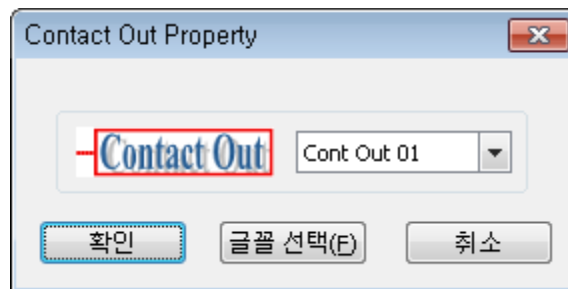 Contact Out Property
Contact Out Cont Out 01
확인 글꼴 선택(F) 취소